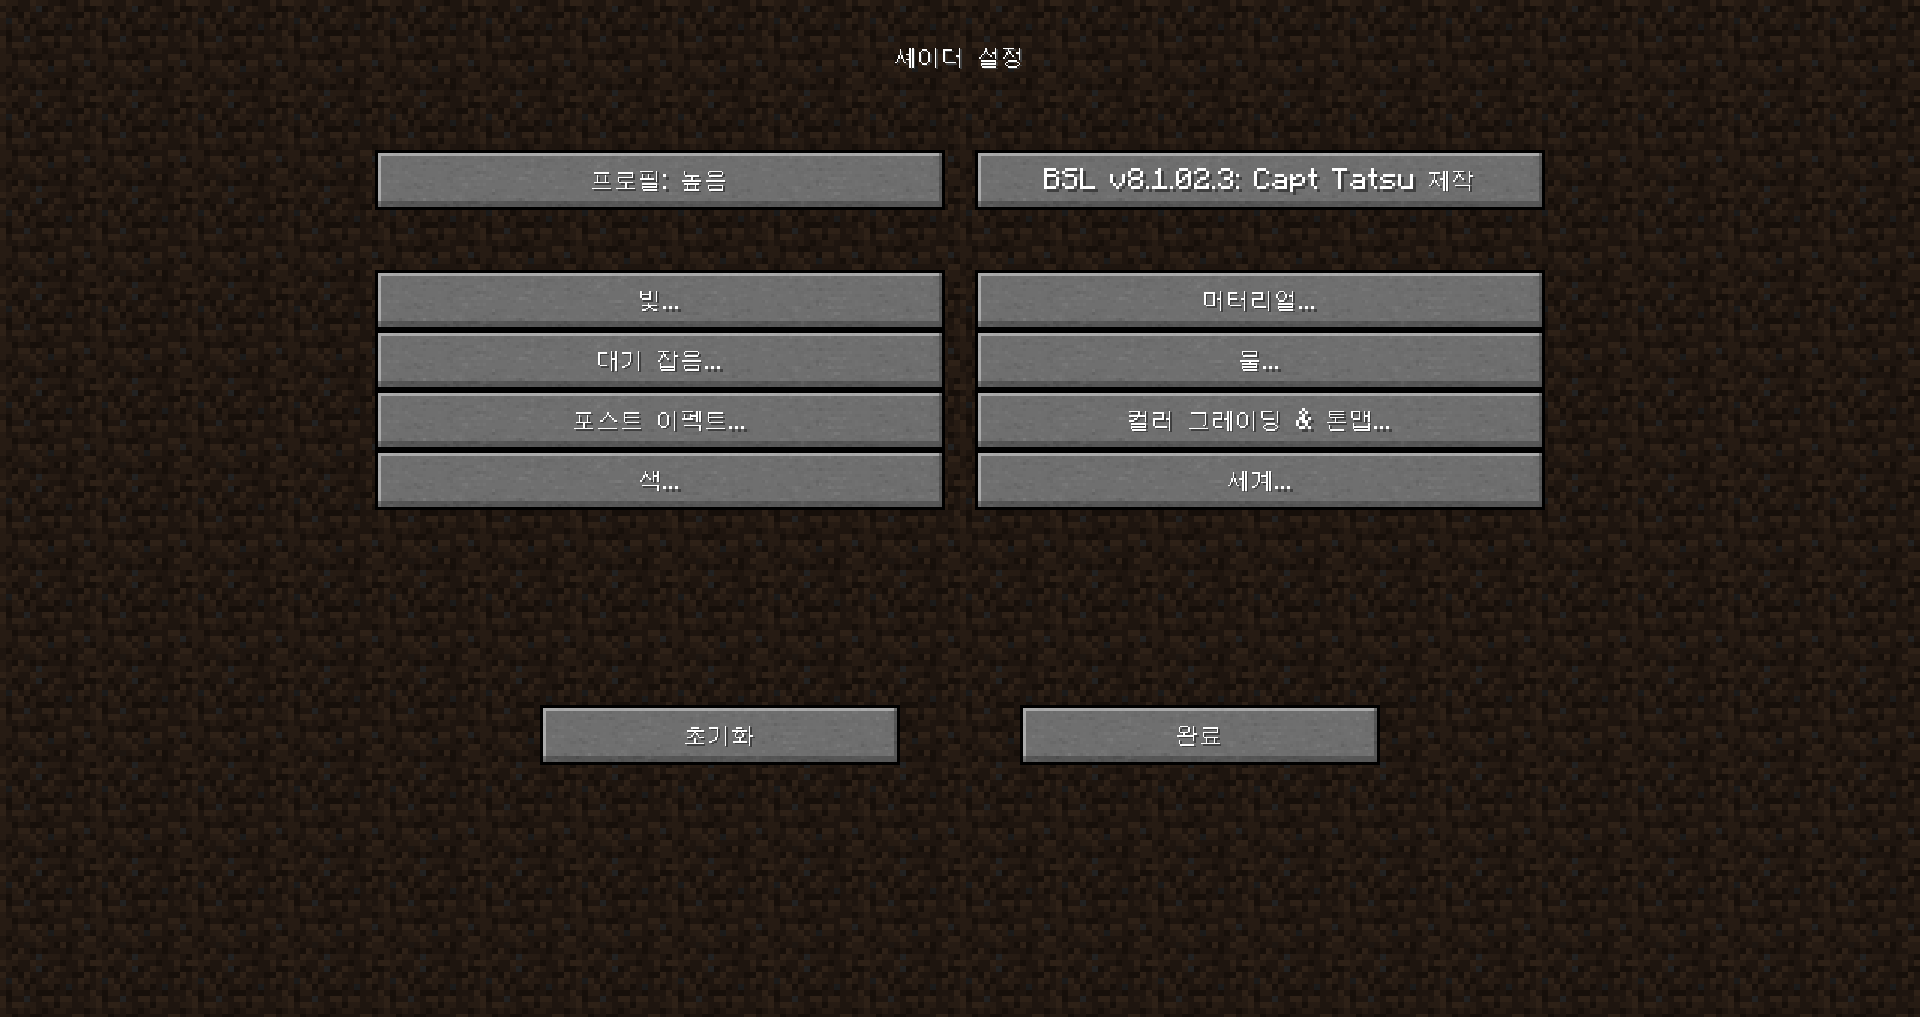 셰이더 설정
프로필: 높음
BSL v8.1.02.3: Capt Tatsu 제작
빛...
머터리얼...
대기 잡음...
물...
포스트 이펙트...
컬러 그레이딩 & 톤맵...
색...
세계...
초기화
완료